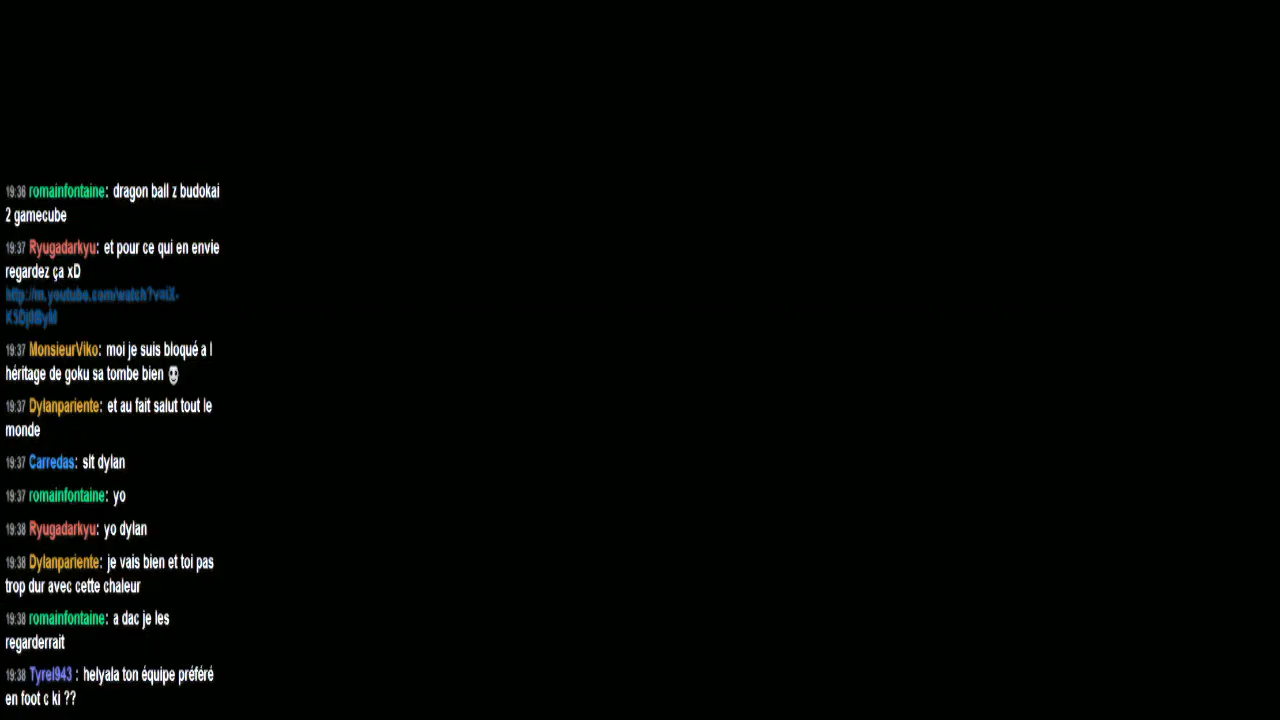 19:36 romainfontaine: dragon ball z budokai
2 gamecube
19:37 Ryugadarkyu: et pour ce qui en envie
regardez ça xD
19:37 MonsieurViko: moi je suis bloqué a l
héritage de goku sa tombe bien
19:37 Dylanpariente: et au fait salut tout le
monde
19:37 Carredas: slt dylan
19:37 romainfontaine: yo
19:38 Ryugadarkyu: yo dylan
19:38 Dylanpariente: je vais bien et toi pas
trop dur avec cette chaleur
19:38 romainfontaine: a dac je les
regarderrait
19:38 Tyrel943 : helyala ton équipe préféré
en foot c ki ??